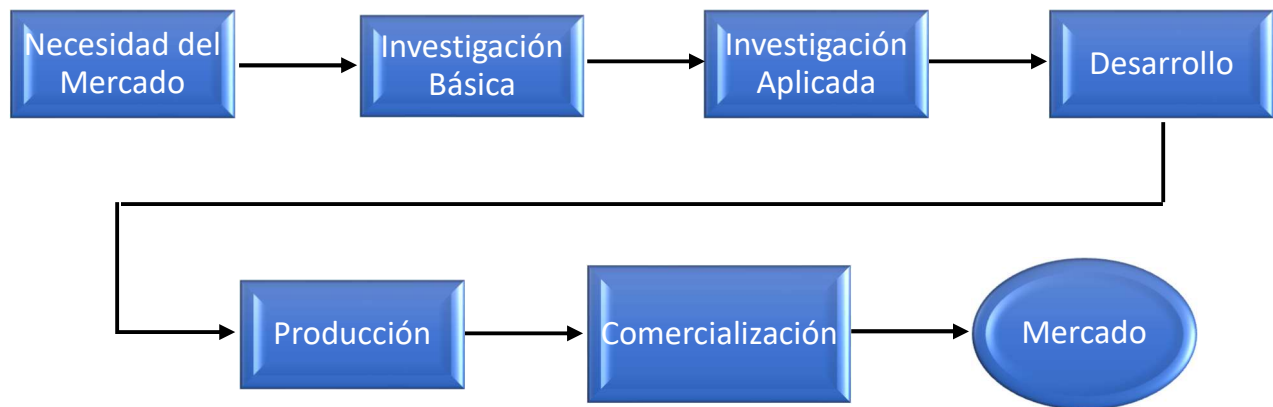 Necesidad del
Mercado
Investigación
Básica
Investigación
Aplicada
Desarrollo
Producción
Comercialización
Mercado